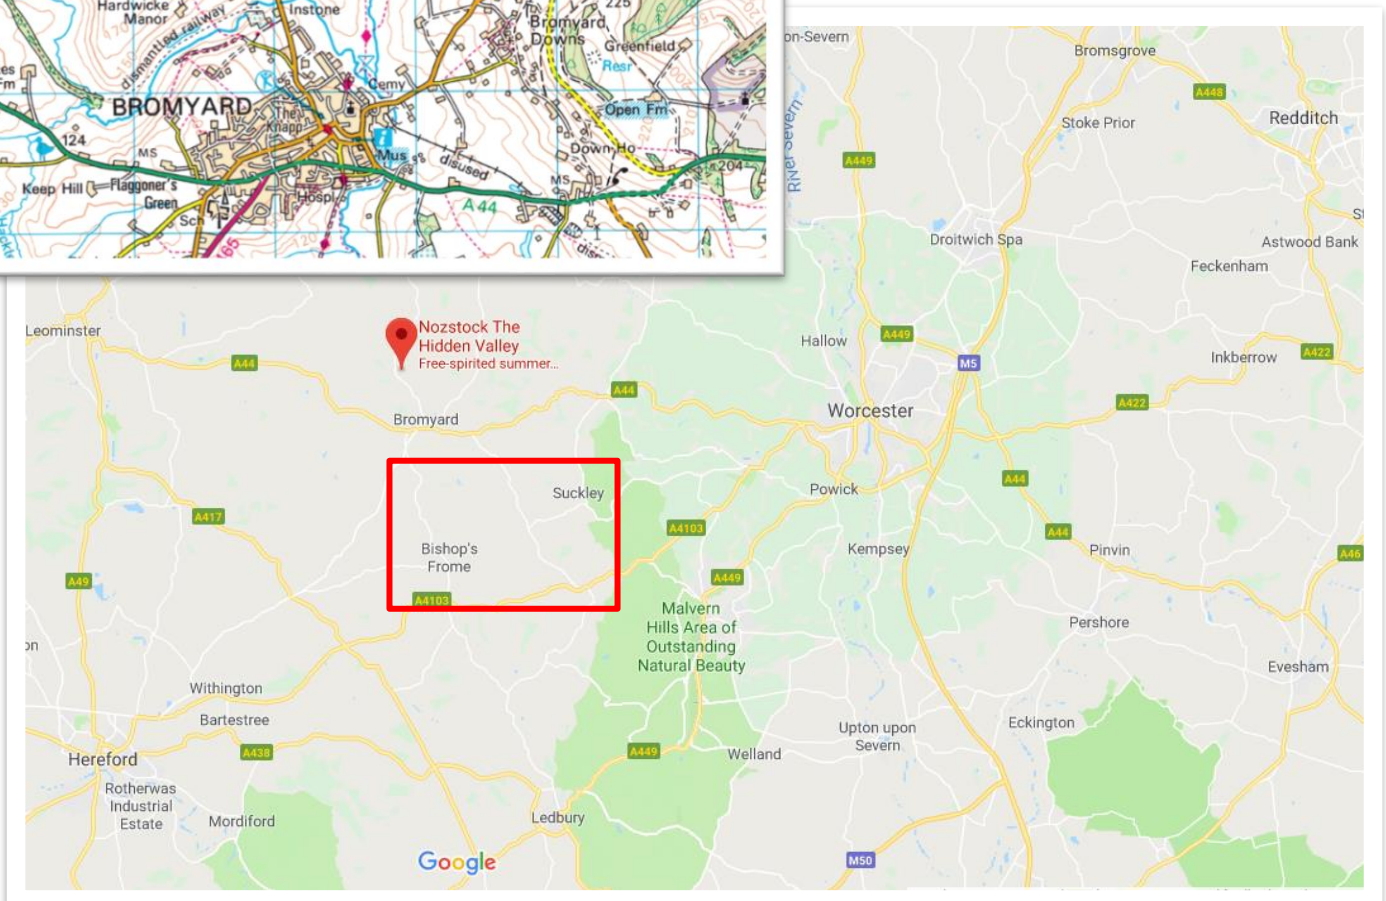 Hardwicke
Manor
Instone
dismantled railway
225
Bromyard
Downs
Greenfield
Resr
BROMYARD
The
Knapp
Cemy
Open Fm
124
MS
Mus
disused
Down Ho
204
Keep Hill
Flaggoner's
Green
Sch
Hospl
MS
A 44
165
120
on-Severn
Bromsgrove
A448
Redditch
Stoke Prior
A449
River Severn
Droitwich Spa
Astwood Bank
Feckenham
Leominster
Nozstock The
Hidden Valley
Free-spirited summer...
A44
Hallow
A449
M5
Inkberrow
A422
A44
Worcester
A422
Bromyard
Suckley
Powick
A44
A417
A4103
A44
Bishop's
Frome
Kempsey
Pinvin
A46
A49
A449
A4103
Malvern
Hills Area of
Outstanding
Natural Beauty
Pershore
Evesham
Withington
Bartestree
Upton upon
Severn
Eckington
Hereford
A438
A449
Welland
Rotherwas
Industrial
Estate
Mordiford
Ledbury
Google
M50